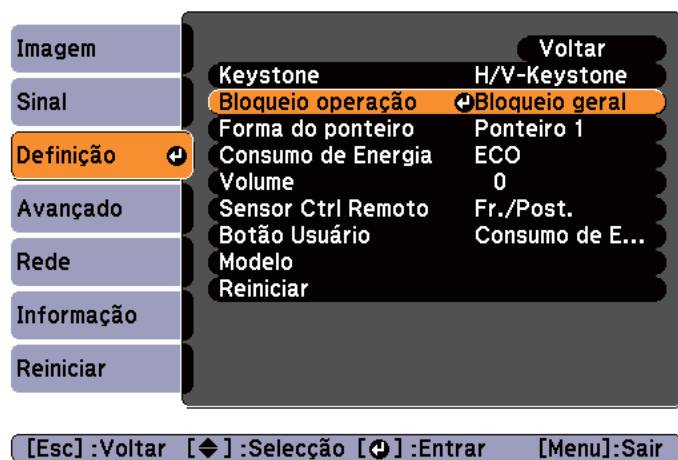 Imagem
Sinal
Definição
Avançado
Rede
Informação
Reiniciar
Voltar
Keystone H/V-Keystone
Bloqueio operação Bloqueio geral
Forma do ponteiro Ponteiro 1
Consumo de Energia ECO
Volume 0
Sensor Ctrl Remoto Fr./Post.
Botão Usuário Consumo de E...
Modelo
Reiniciar
[Esc] :Voltar [ ] :Selecção [ ] :Entrar [Menu]:Sair